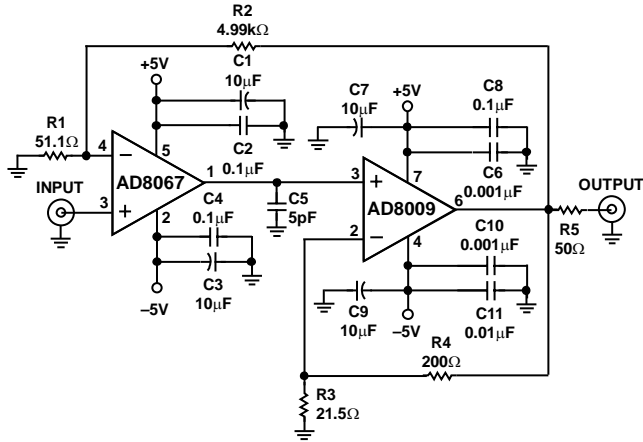 R2
4.99kΩ
C1
10µF
+5V
C2
0.1µF
R1
51.1Ω
4
–
5
AD8067
1
INPUT
3
+
2
C4
0.1µF
C3
10µF
–5V
C5
5pF
C7
10µF
+5V
C8
0.1µF
C6
0.001µF
3
+
7
AD8009
6
2
–
4
C10
0.001µF
C9
10µF
–5V
C11
0.01µF
OUTPUT
R5
50Ω
R4
200Ω
R3
21.5Ω